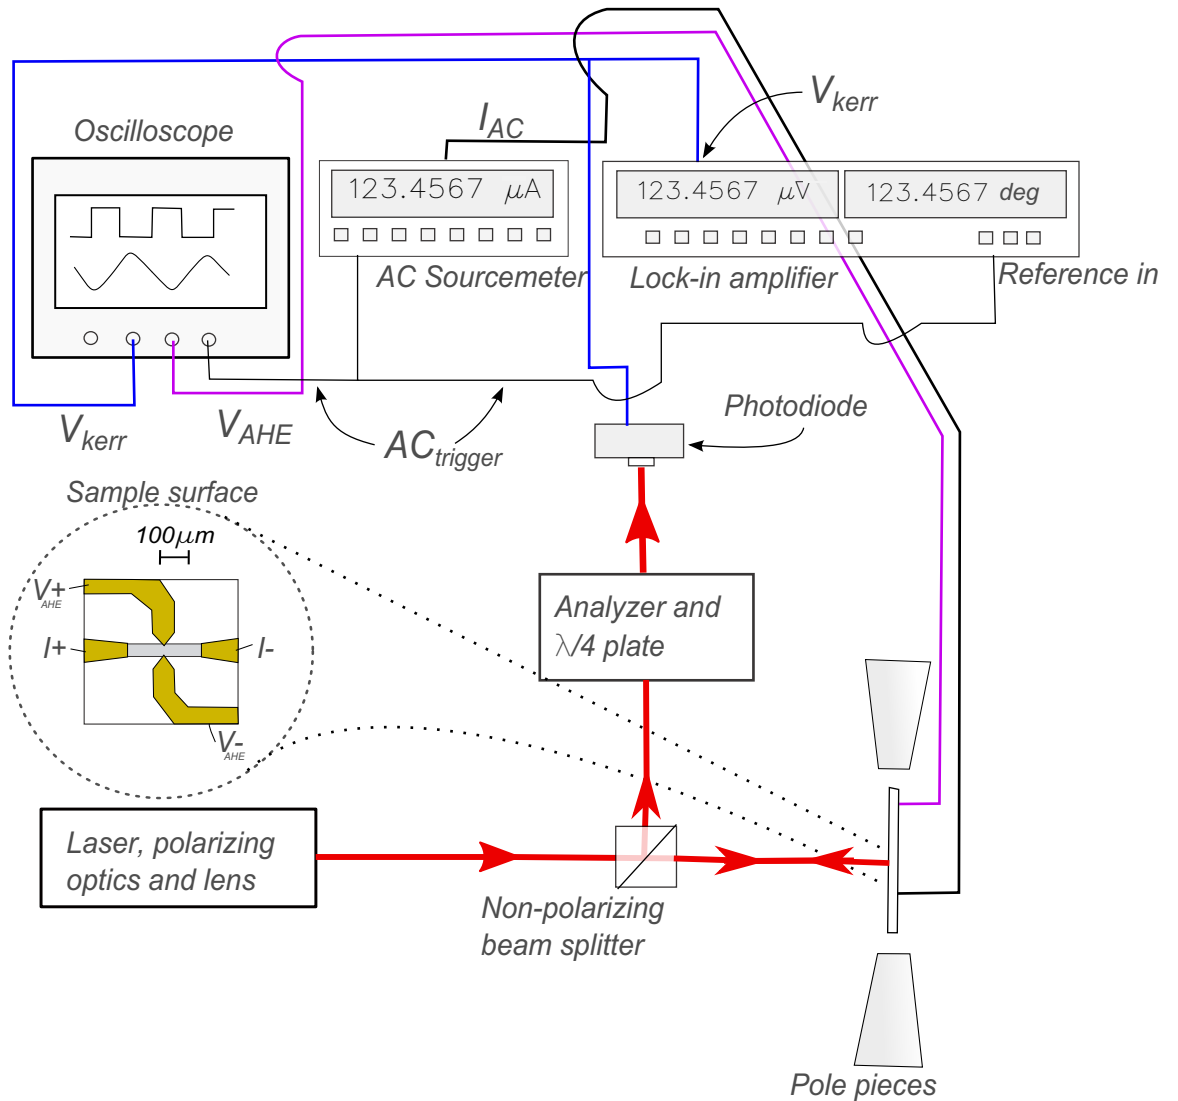 V_kerr
I_AC
Oscilloscope
123.4567 μA
123.4567 μV
123.4567 deg
AC Sourcemeter
Lock-in amplifier
Reference in
V_kerr
V_AHE
AC_trigger
Photodiode
Sample surface
100μm
V+
AHE
I+
I-
V-
AHE
Analyzer and
λ/4 plate
Laser, polarizing
optics and lens
Non-polarizing
beam splitter
Pole pieces